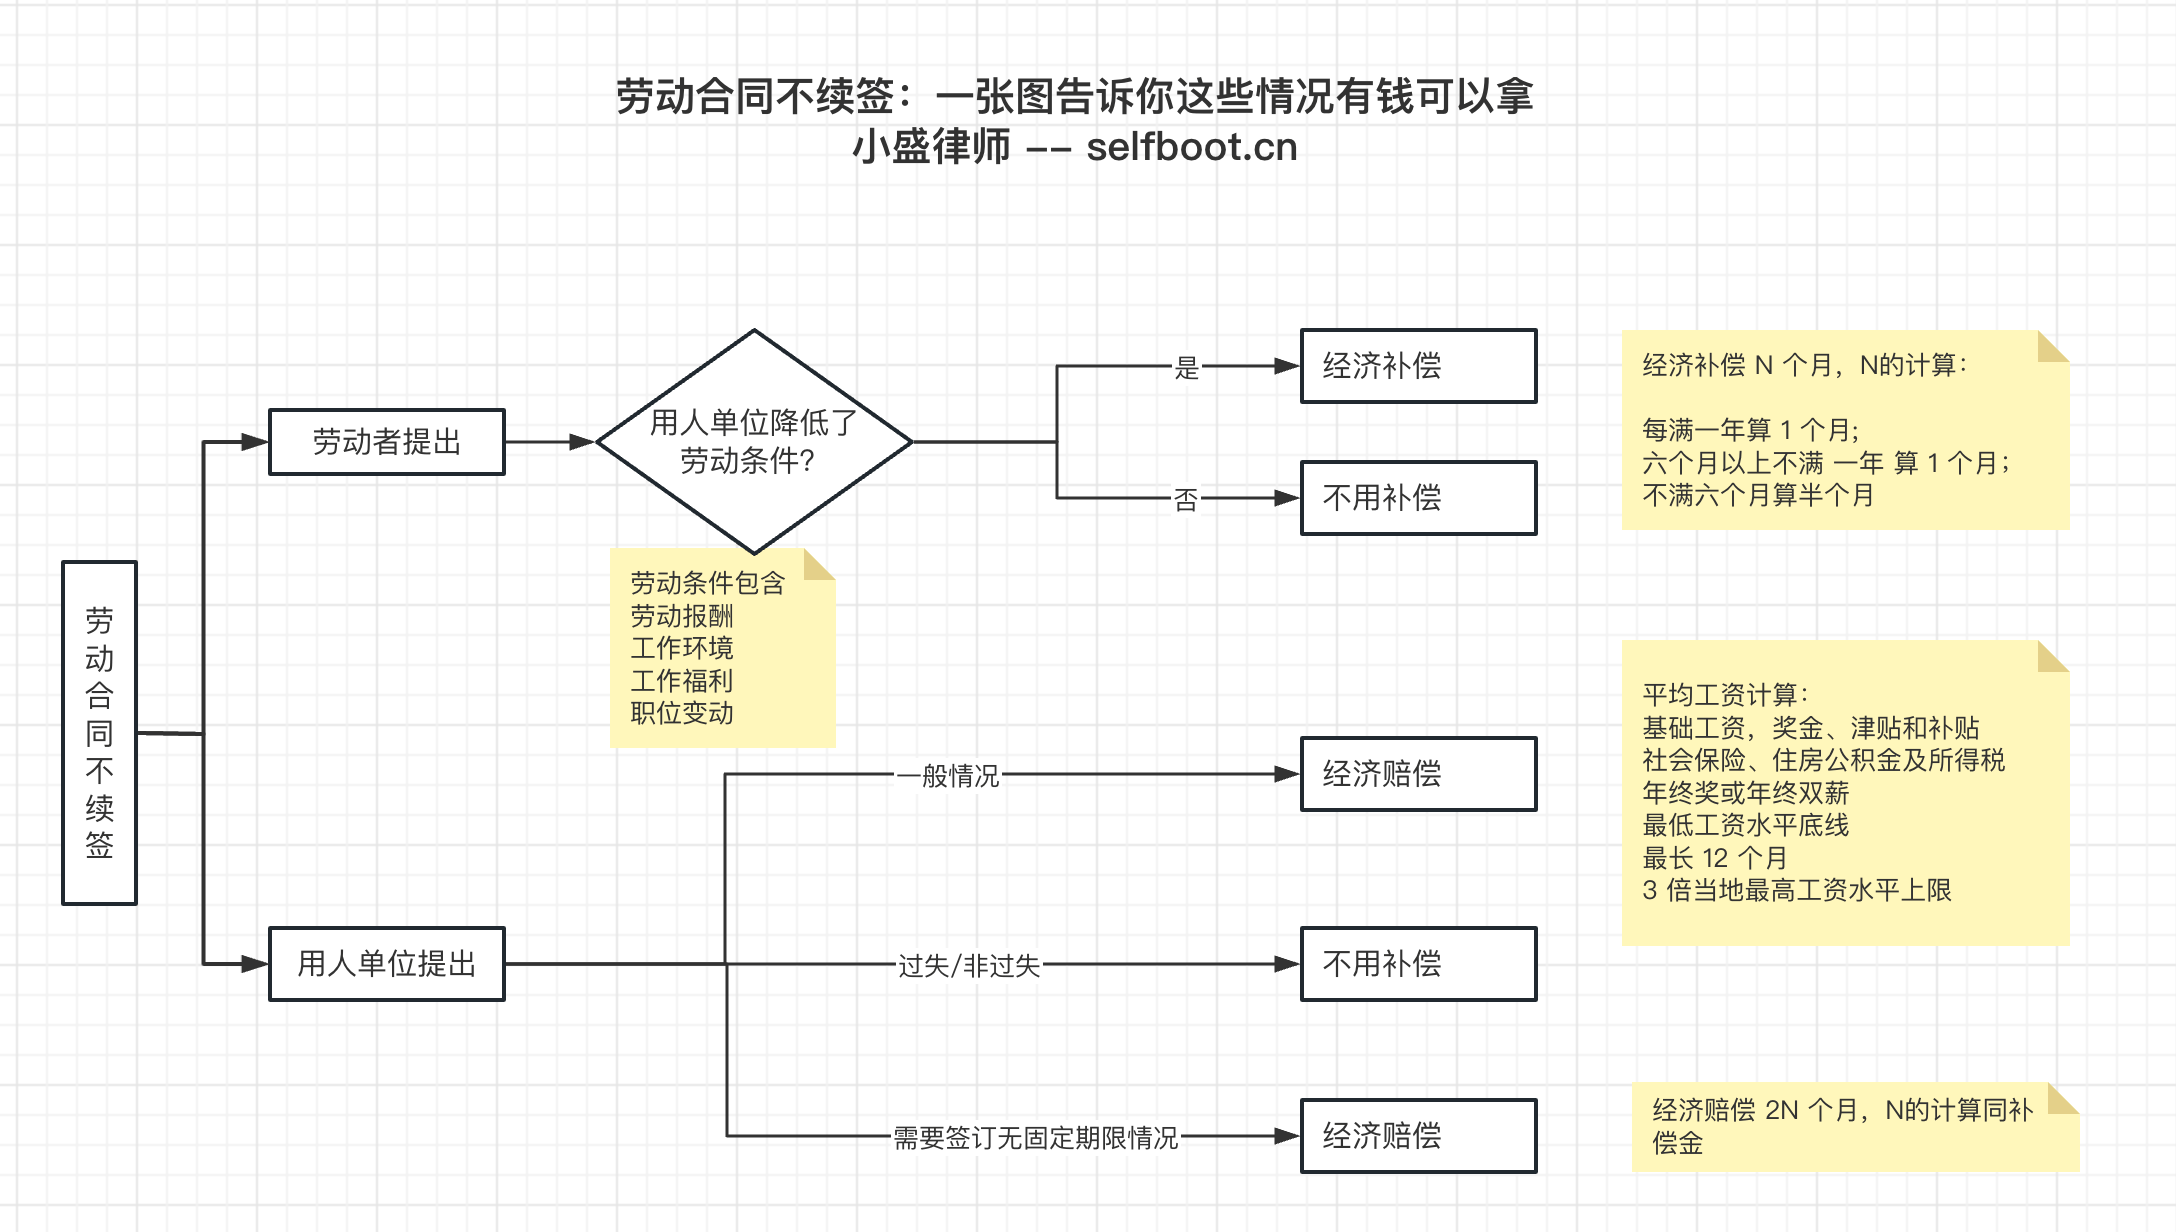 劳动合同不续签：一张图告诉你这些情况有钱可以拿
小盛律师 -- selfboot.cn
劳动合同不续签
劳动者提出
用人单位降低了
劳动条件？
是
经济补偿
否
不用补偿
经济补偿 N 个月，N的计算：
每满一年算 1 个月;
六个月以上不满 一年 算 1 个月；
不满六个月算半个月
劳动条件包含
劳动报酬
工作环境
工作福利
职位变动
用人单位提出
一般情况
经济赔偿
过失/非过失
不用补偿
需要签订无固定期限情况
经济赔偿
平均工资计算：
基础工资，奖金、津贴和补贴
社会保险、住房公积金及所得税
年终奖或年终双薪
最低工资水平底线
最长 12 个月
3 倍当地最高工资水平上限
经济赔偿 2N 个月，N的计算同补
偿金